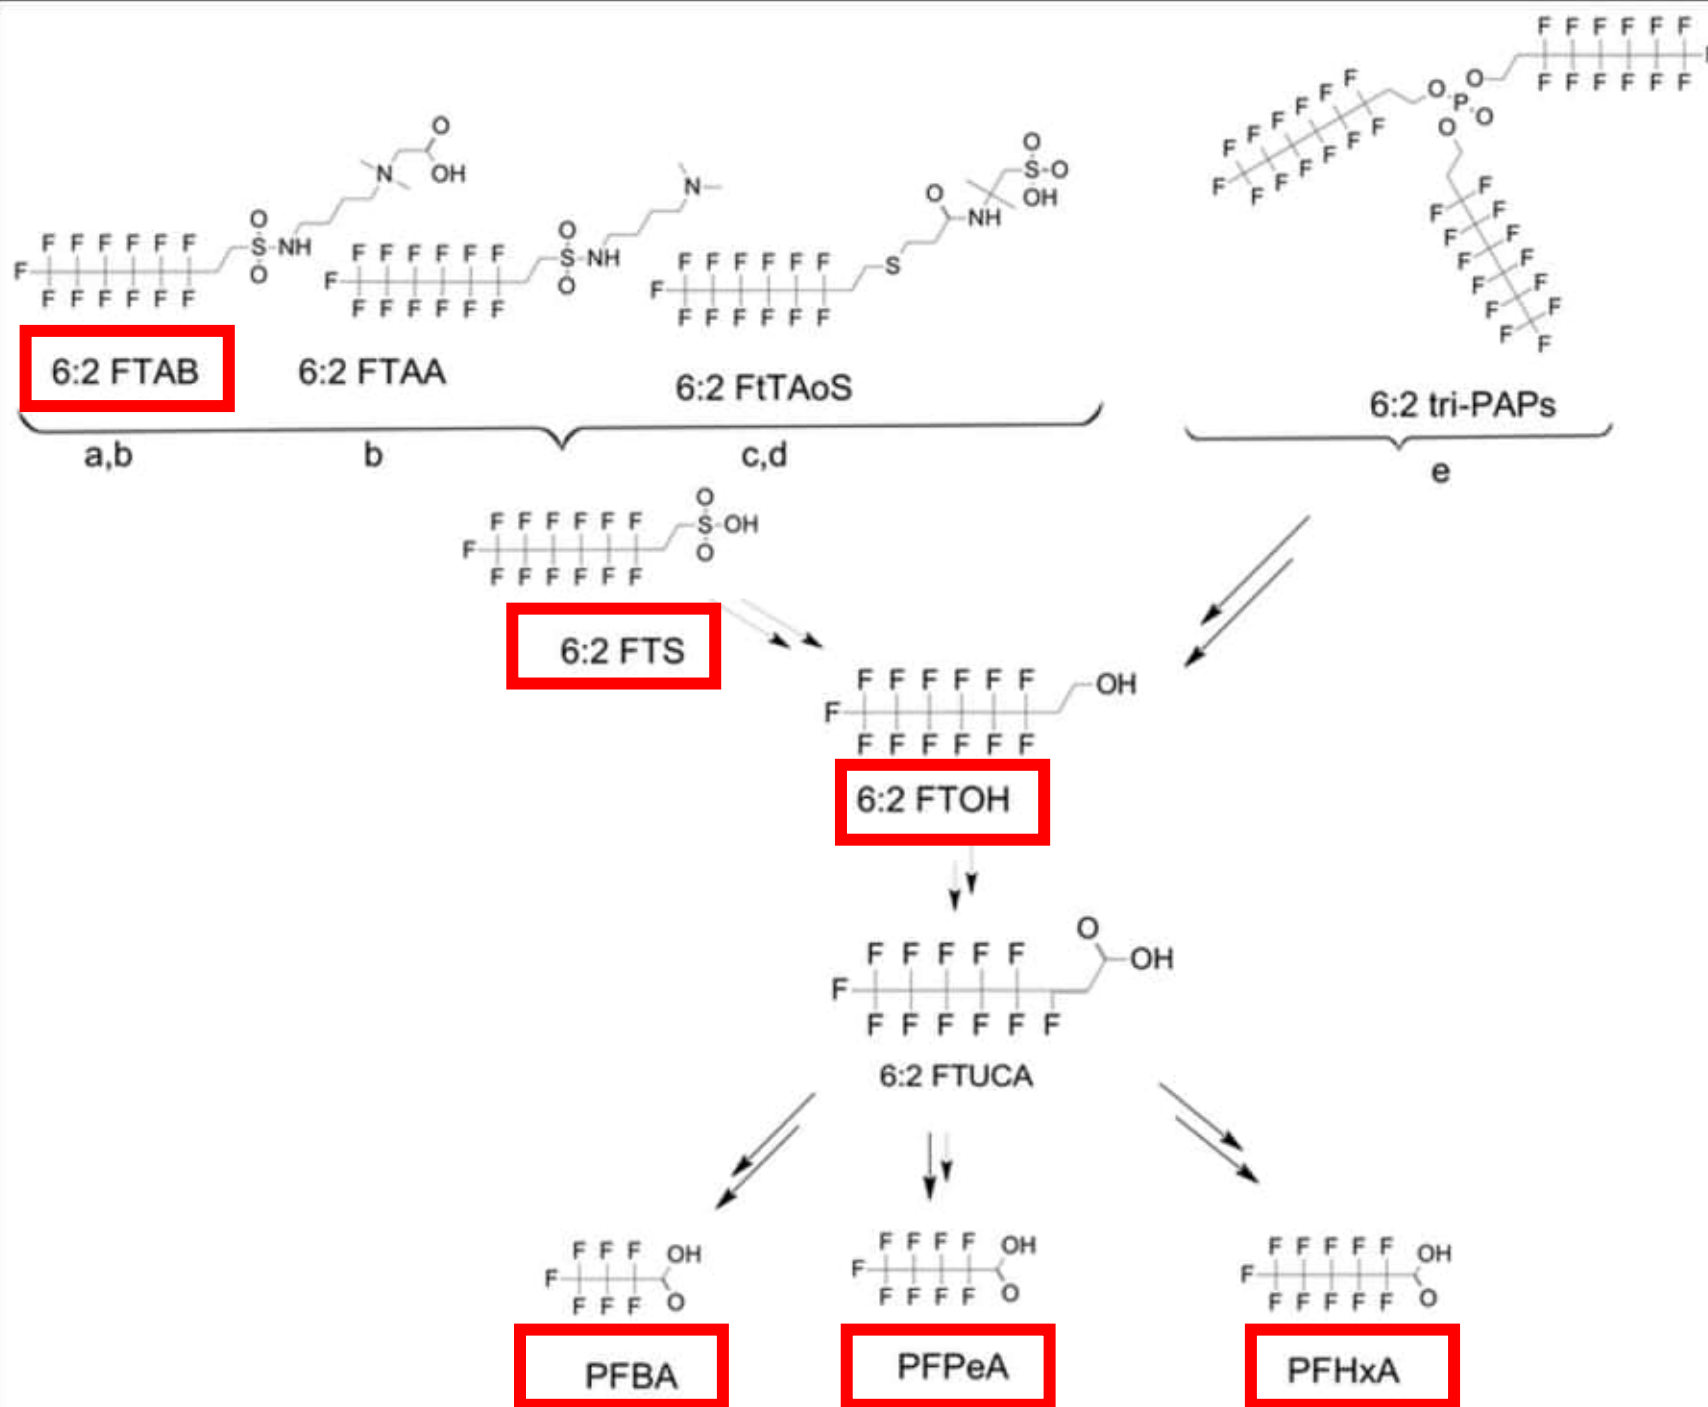 6:2 FTAB
6:2 FTAA
6:2 FtTAoS
6:2 tri-PAPs
a,b
b
c,d
e
6:2 FTS
6:2 FTOH
6:2 FTUCA
PFBA
PFPeA
PFHxA